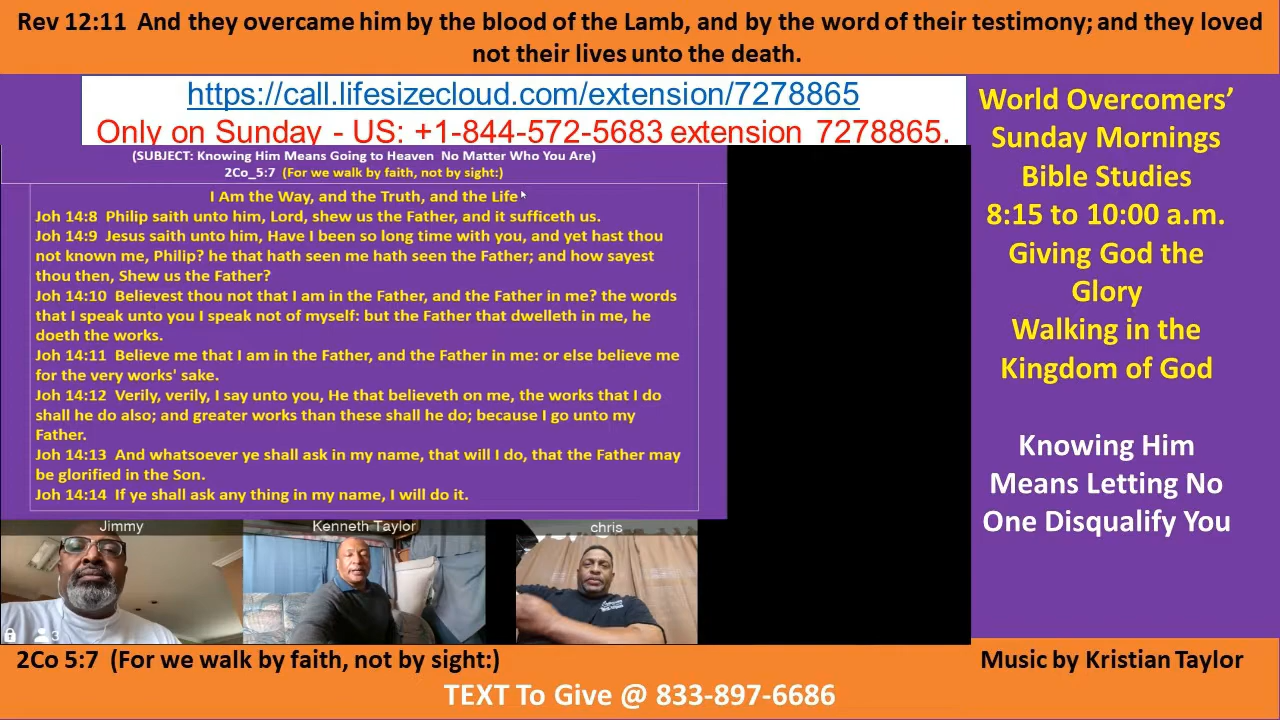 Rev 12:11  And they overcame him by the blood of the Lamb, and by the word of their testimony; and they loved
not their lives unto the death.
https://call.lifesizecloud.com/extension/7278865
Only on Sunday - US: +1-844-572-5683 extension 7278865.
(SUBJECT: Knowing Him Means Going to Heaven  No Matter Who You Are)
2Co_5:7  (For we walk by faith, not by sight:)
I Am the Way, and the Truth, and the Life
Joh 14:8  Philip saith unto him, Lord, shew us the Father, and it sufficeth us.
Joh 14:9  Jesus saith unto him, Have I been so long time with you, and yet hast thou
not known me, Philip? he that hath seen me hath seen the Father; and how sayest
thou then, Shew us the Father?
Joh 14:10  Believest thou not that I am in the Father, and the Father in me? the words
that I speak unto you I speak not of myself: but the Father that dwelleth in me, he
doeth the works.
Joh 14:11  Believe me that I am in the Father, and the Father in me: or else believe me
for the very works' sake.
Joh 14:12  Verily, verily, I say unto you, He that believeth on me, the works that I do
shall he do also; and greater works than these shall he do; because I go unto my
Father.
Joh 14:13  And whatsoever ye shall ask in my name, that will I do, that the Father may
be glorified in the Son.
Joh 14:14  If ye shall ask any thing in my name, I will do it.
Jimmy
Kenneth Taylor
chris
3
World Overcomers’
Sunday Mornings
Bible Studies
8:15 to 10:00 a.m.
Giving God the
Glory
Walking in the
Kingdom of God
Knowing Him
Means Letting No
One Disqualify You
2Co 5:7  (For we walk by faith, not by sight:)
Music by Kristian Taylor
TEXT To Give @ 833-897-6686